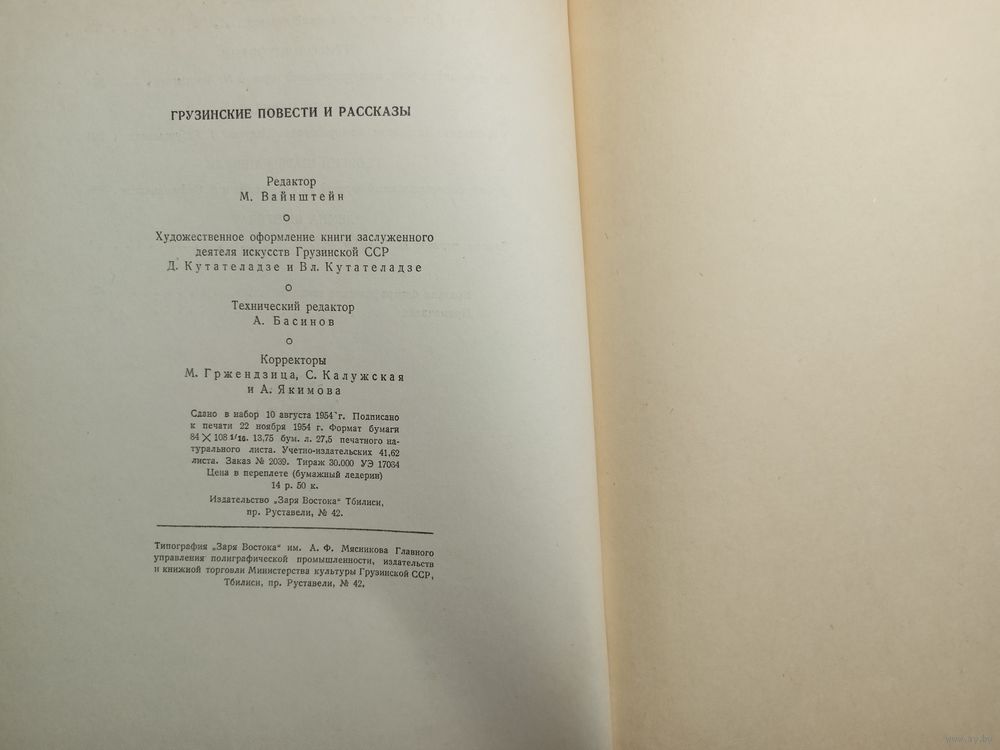 ГРУЗИНСКИЕ ПОВЕСТИ И РАССКАЗЫ
Редактор
М. Вайнштейн
Художественное оформление книги заслуженного
деятеля искусств Грузинской ССР
Д. Кутателадзе и Вл. Кутателадзе
Технический редактор
А. Басинов
Корректоры
М. Гржендзица, С. Калужская
и А. Якимова
Сдано в набор 10 августа 1954 г. Подписано
к печати 22 ноября 1954 г. Формат бумаги
84 × 108 1/16. 13,75 бум. л. 27,5 печатного на-
турального листа. Учетно-издательских 41,62
листа. Заказ № 2039. Тираж 30.000 УЭ 17034
Цена в переплете (бумажный ледерин)
14 р. 50 к.
Издательство „Заря Востока“ Тбилиси,
пр. Руставели, № 42.
Типография „Заря Востока“ им. А. Ф. Мясникова Главного
управления полиграфической промышленности, издательств
и книжной торговли Министерства культуры Грузинской ССР,
Тбилиси, пр. Руставели, № 42.
www.ay.by